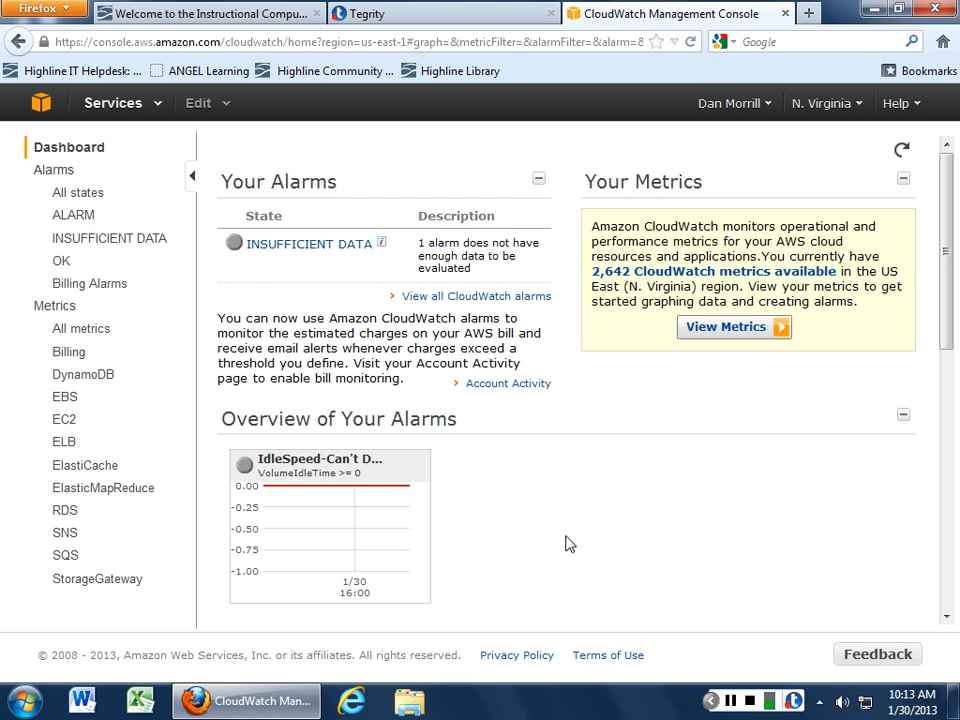 Firefox
Welcome to the Instructional Compu...
Tegrity
CloudWatch Management Console
https://console.aws.amazon.com/cloudwatch/home?region=us-east-1#graph=&metricFilter=&alarmFilter=&alarm=&
Google
Highline IT Helpdesk: ...
ANGEL Learning
Highline Community ...
Highline Library
Bookmarks
Services
Edit
Dan Morrill
N. Virginia
Help
Dashboard
Alarms
All states
ALARM
INSUFFICIENT DATA
OK
Billing Alarms
Metrics
All metrics
Billing
DynamoDB
EBS
EC2
ELB
ElastiCache
ElasticMapReduce
RDS
SNS
SQS
StorageGateway
Your Alarms
State Description
INSUFFICIENT DATA
1 alarm does not have
enough data to be
evaluated
View all CloudWatch alarms
You can now use Amazon CloudWatch alarms to
monitor the estimated charges on your AWS bill and
receive email alerts whenever charges exceed a
threshold you define. Visit your Account Activity
page to enable bill monitoring.
Account Activity
Your Metrics
Amazon CloudWatch monitors operational and
performance metrics for your AWS cloud
resources and applications.You currently have
2,642 CloudWatch metrics available in the US
East (N. Virginia) region. View your metrics to get
started graphing data and creating alarms.
View Metrics
Overview of Your Alarms
IdleSpeed-Can't D...
VolumeIdleTime >= 0
0.00
-0.25
-0.50
-0.75
-1.00
1/30
16:00
© 2008 - 2013, Amazon Web Services, Inc. or its affiliates. All rights reserved.
Privacy Policy
Terms of Use
Feedback
CloudWatch Man...
10:13 AM
1/30/2013